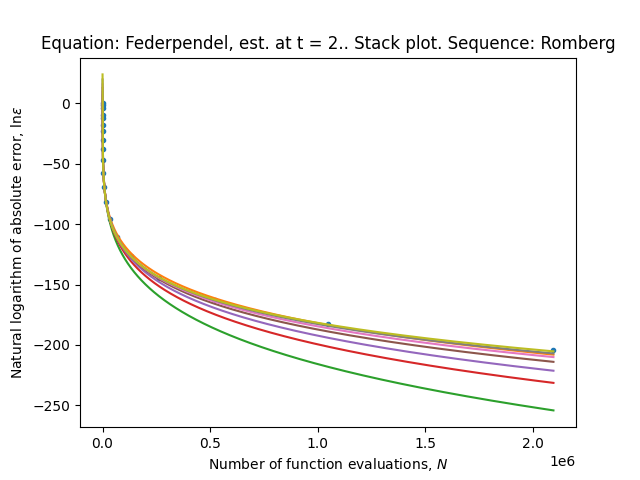 Equation: Federpendel, est. at t = 2.. Stack plot. Sequence: Romberg
Natural logarithm of absolute error, lnε
0
−50
−100
−150
−200
−250
0.0 0.5 1.0 1.5 2.0
1e6
Number of function evaluations, N